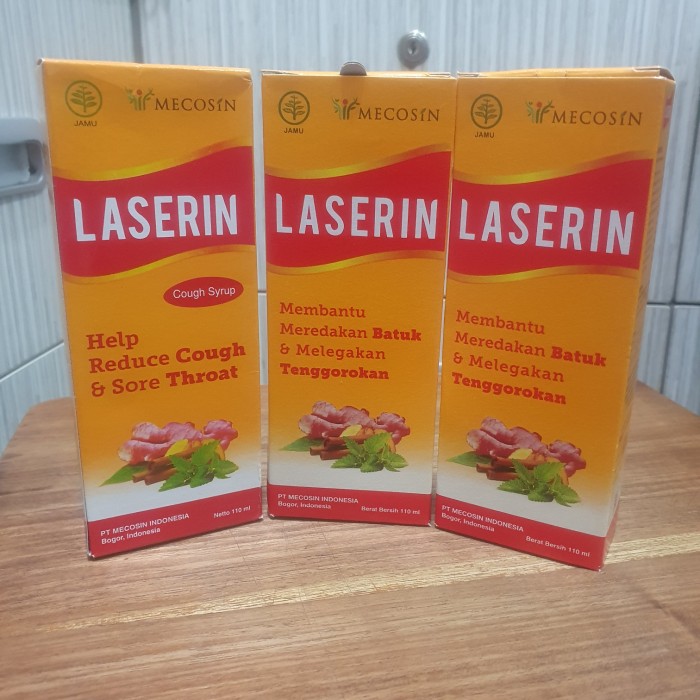 JAMU
MECOSIN
LASERIN
Cough Syrup
Help
Reduce Cough
& Sore Throat
PT MECOSIN INDONESIA
Bogor, Indonesia
Netto 110 ml
JAMU
MECOSIN
LASERIN
Membantu
Meredakan Batuk
& Melegakan
Tenggorokan
PT MECOSIN INDONESIA
Bogor, Indonesia
Berat Bersih 110 ml
JAMU
MECOSIN
LASERIN
Membantu
Meredakan Batuk
& Melegakan
Tenggorokan
PT MECOSIN INDONESIA
Bogor, Indonesia
Berat Bersih 110 ml